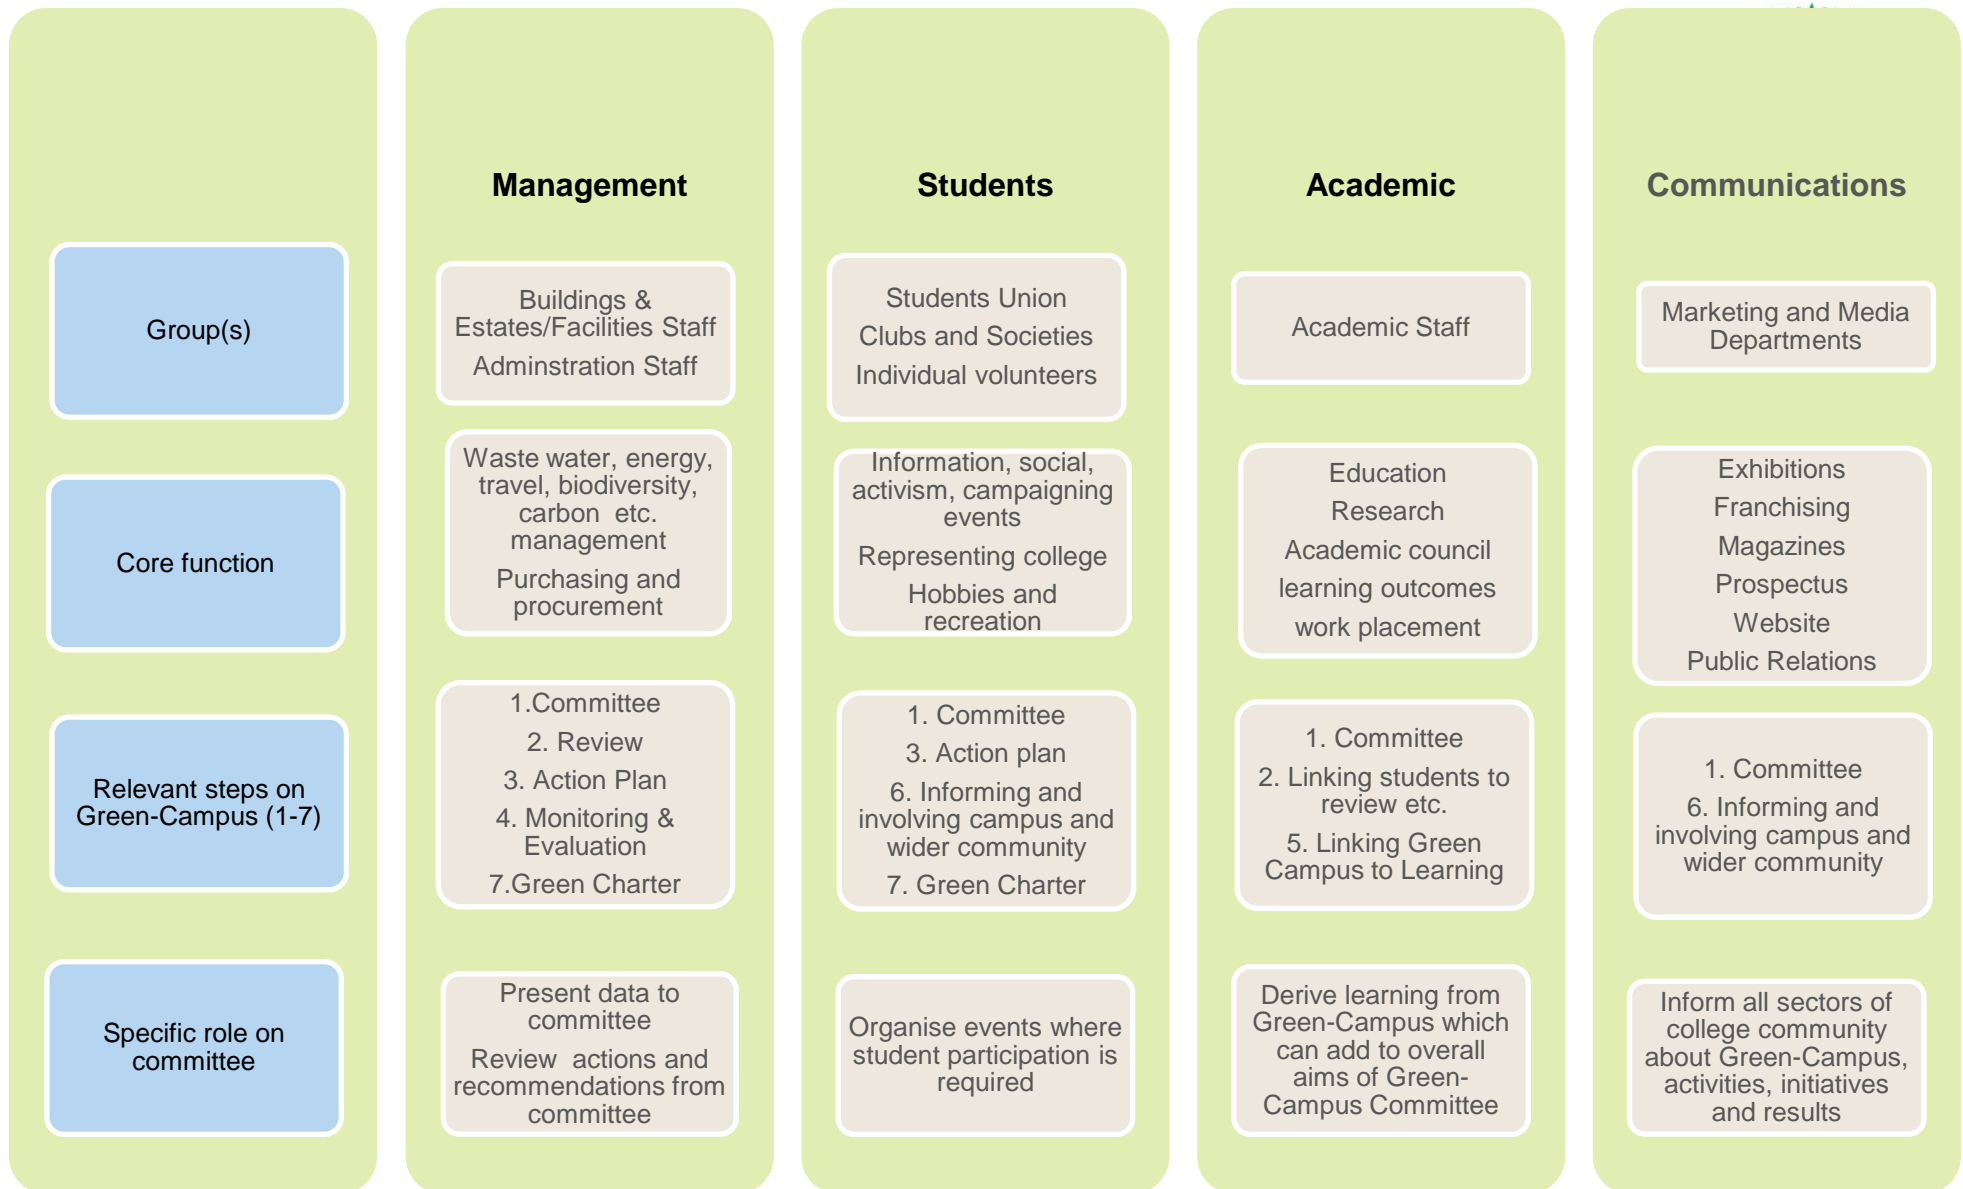 Management
Students
Academic
Communications
Group(s)
Buildings &
Estates/Facilities Staff
Adminstration Staff
Students Union
Clubs and Societies
Individual volunteers
Academic Staff
Marketing and Media
Departments
Core function
Waste water, energy,
travel, biodiversity,
carbon etc.
management
Purchasing and
procurement
Information, social,
activism, campaigning
events
Representing college
Hobbies and
recreation
Education
Research
Academic council
learning outcomes
work placement
Exhibitions
Franchising
Magazines
Prospectus
Website
Public Relations
Relevant steps on
Green-Campus (1-7)
1.Committee
2. Review
3. Action Plan
4. Monitoring &
Evaluation
7.Green Charter
1. Committee
3. Action plan
6. Informing and
involving campus and
wider community
7. Green Charter
1. Committee
2. Linking students to
review etc.
5. Linking Green
Campus to Learning
1. Committee
6. Informing and
involving campus and
wider community
Specific role on
committee
Present data to
committee
Review actions and
recommendations from
committee
Organise events where
student participation is
required
Derive learning from
Green-Campus which
can add to overall
aims of Green-
Campus Committee
Inform all sectors of
college community
about Green-Campus,
activities, initiatives
and results